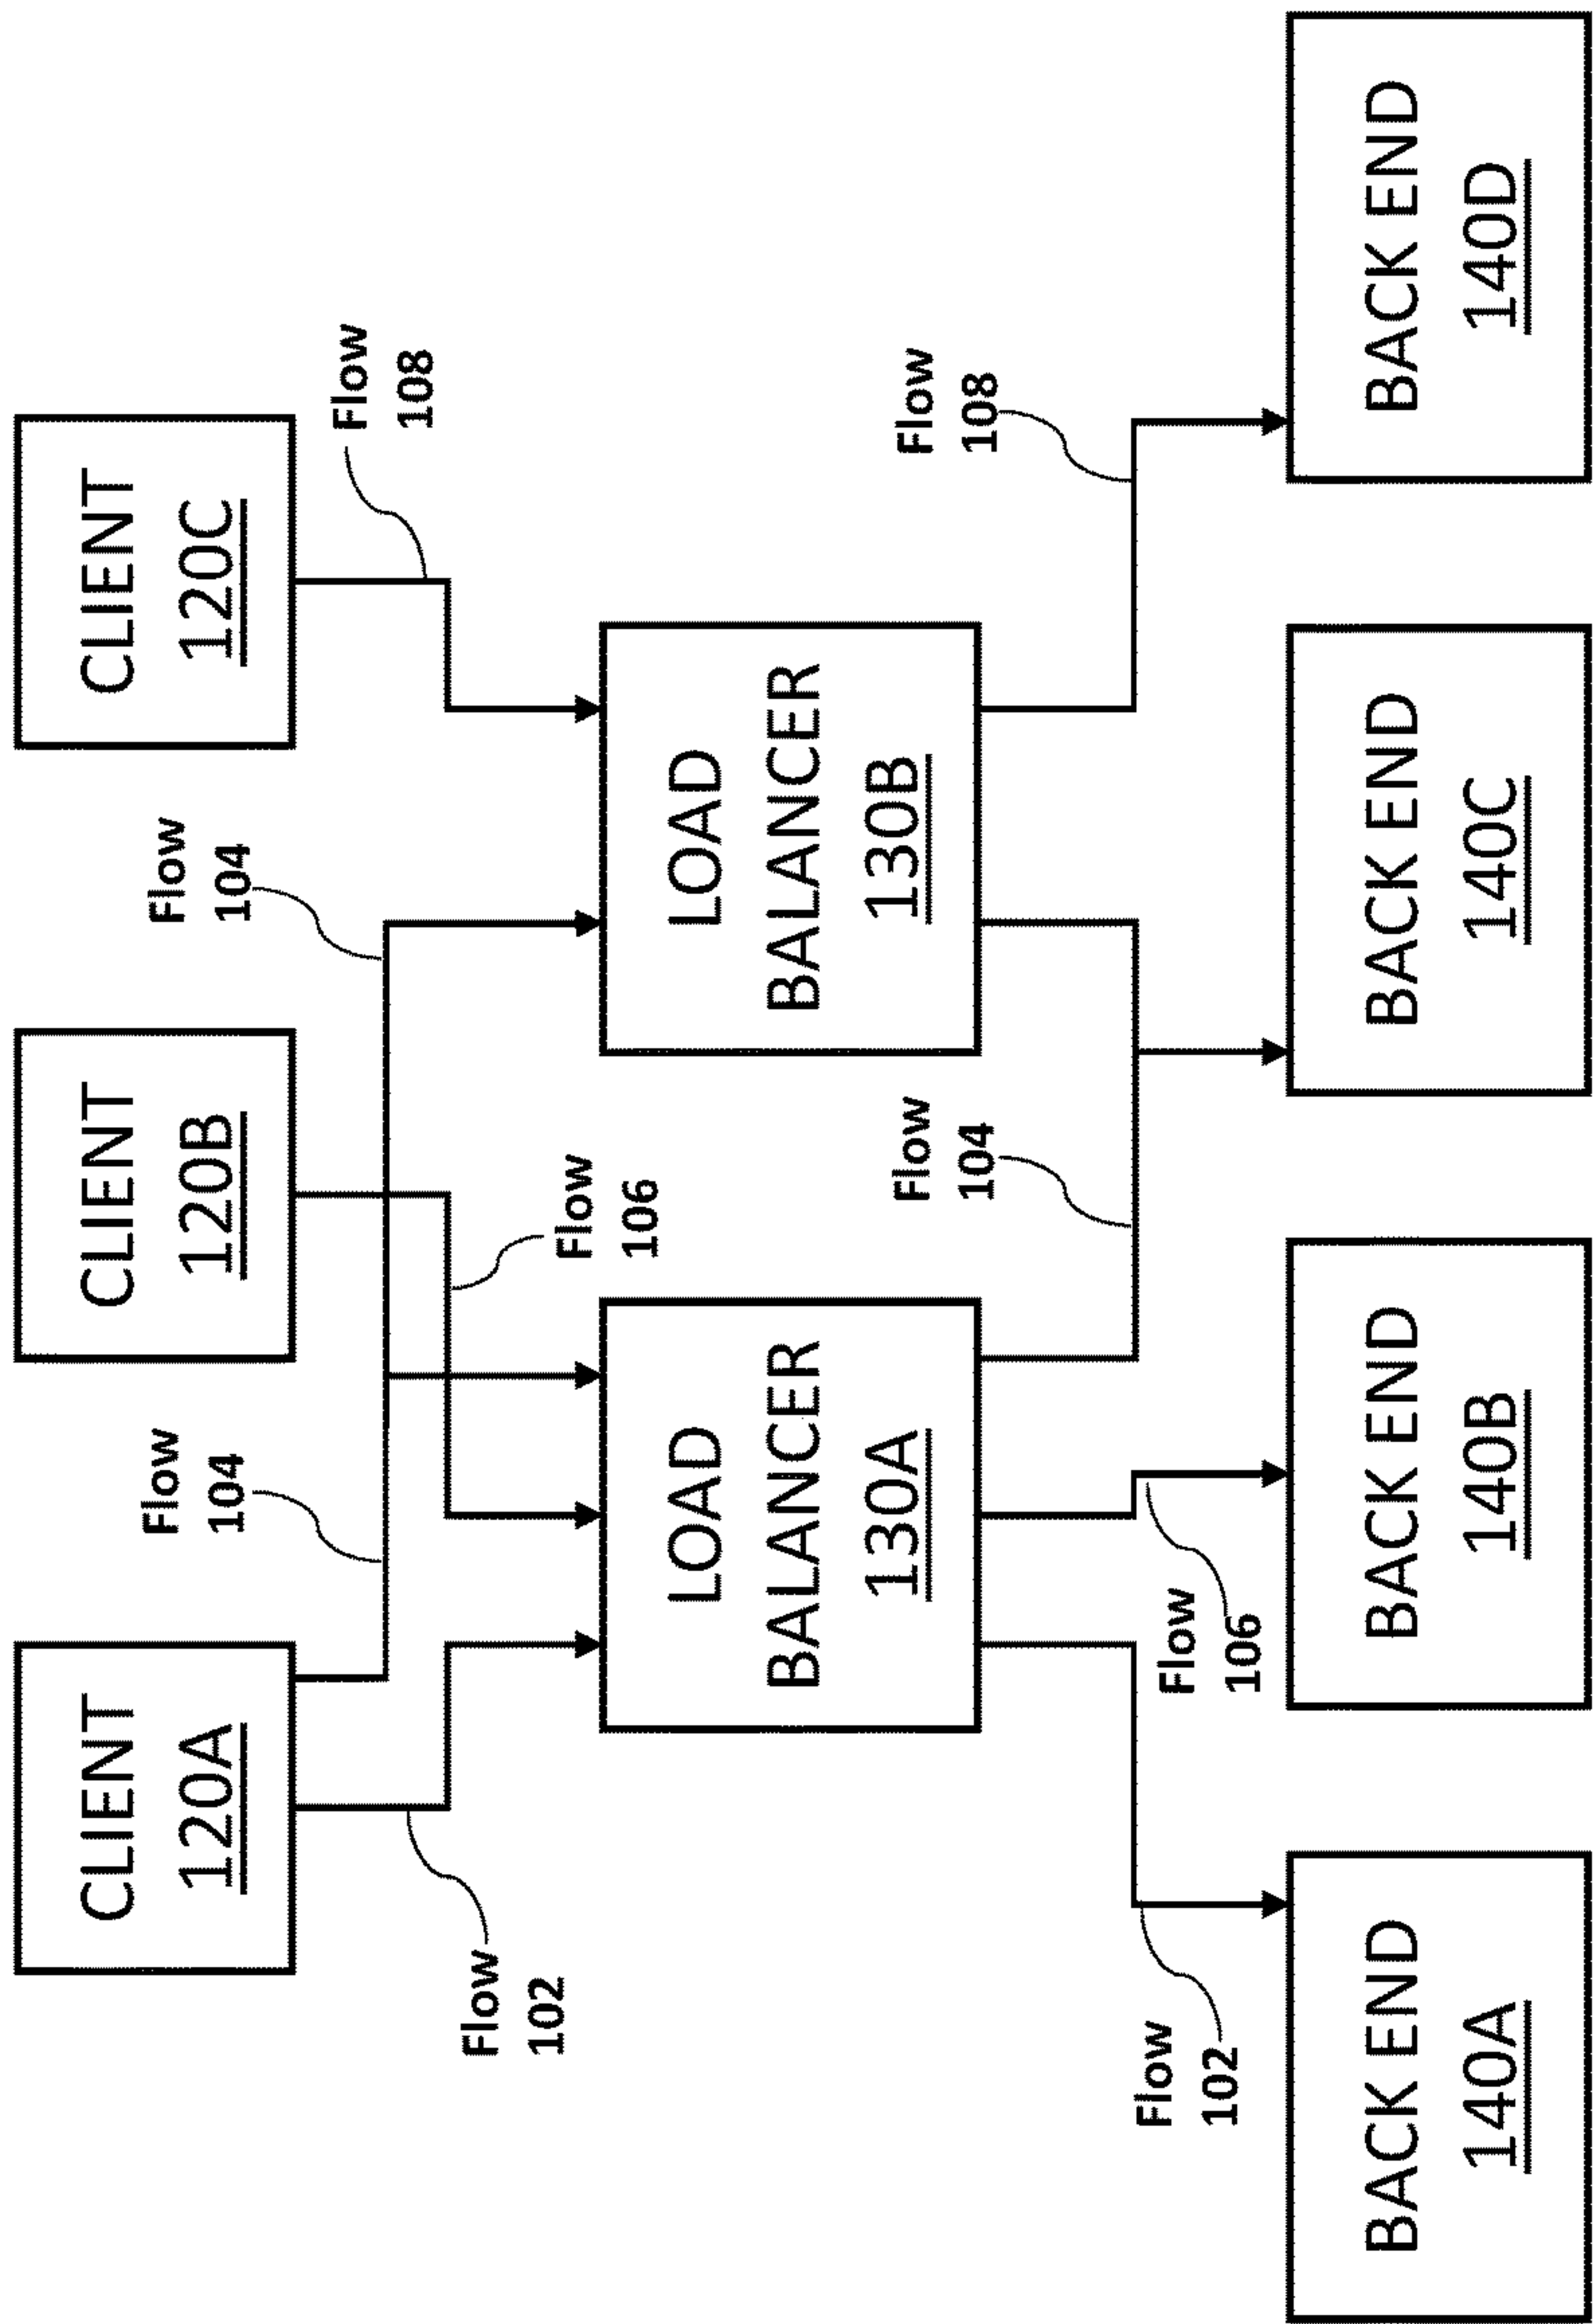 CLIENT
120A
CLIENT
120B
CLIENT
120C
Flow
104
Flow
104
Flow
108
Flow
102
Flow
106
LOAD
BALANCER
130A
LOAD
BALANCER
130B
Flow
104
Flow
108
Flow
102
Flow
106
BACK END
140A
BACK END
140B
BACK END
140C
BACK END
140D